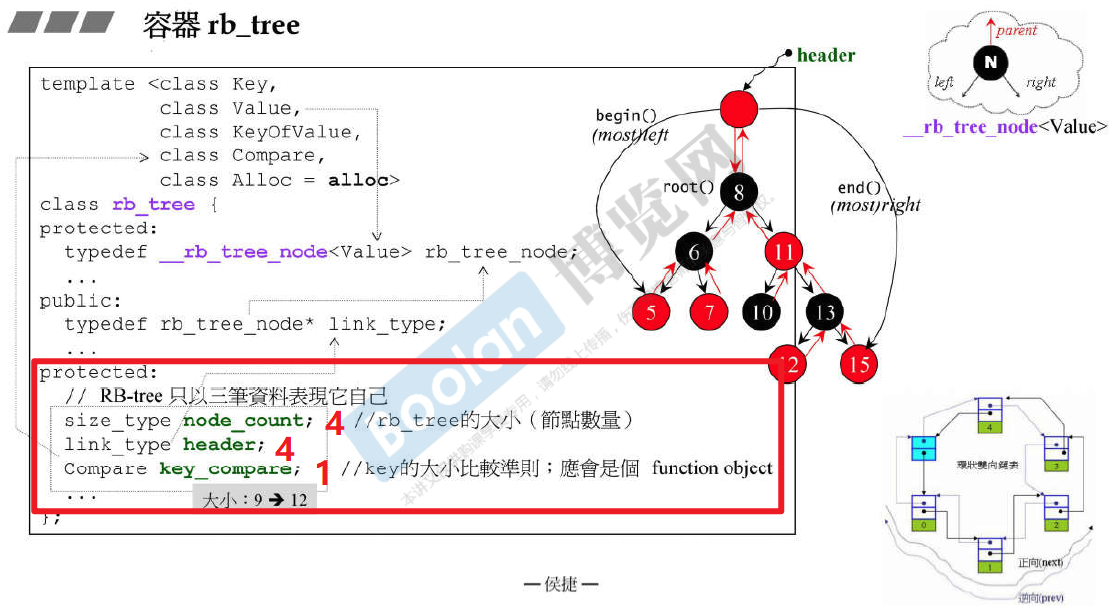 容器 rb_tree
template <class Key,
class Value,
class KeyOfValue,
class Compare,
class Alloc = alloc>
class rb_tree {
protected:
typedef __rb_tree_node<Value> rb_tree_node;
...
public:
typedef rb_tree_node* link_type;
...
protected:
// RB-tree 只以三筆資料表現它自己
size_type node_count; 4 //rb_tree的大小（節點數量）
link_type header; 4
Compare key_compare; 1 //key的大小比較準則；應會是個 function object
...
大小：9 → 12
};
header
begin()
(most)left
root()
end()
(most)right
8
6
11
5
7
10
13
12
15
parent
N
left
right
__rb_tree_node<Value>
Boolan
博览网
4
環狀雙向鏈表
3
0
2
1
正向(next)
逆向(prev)
— 侯捷 —